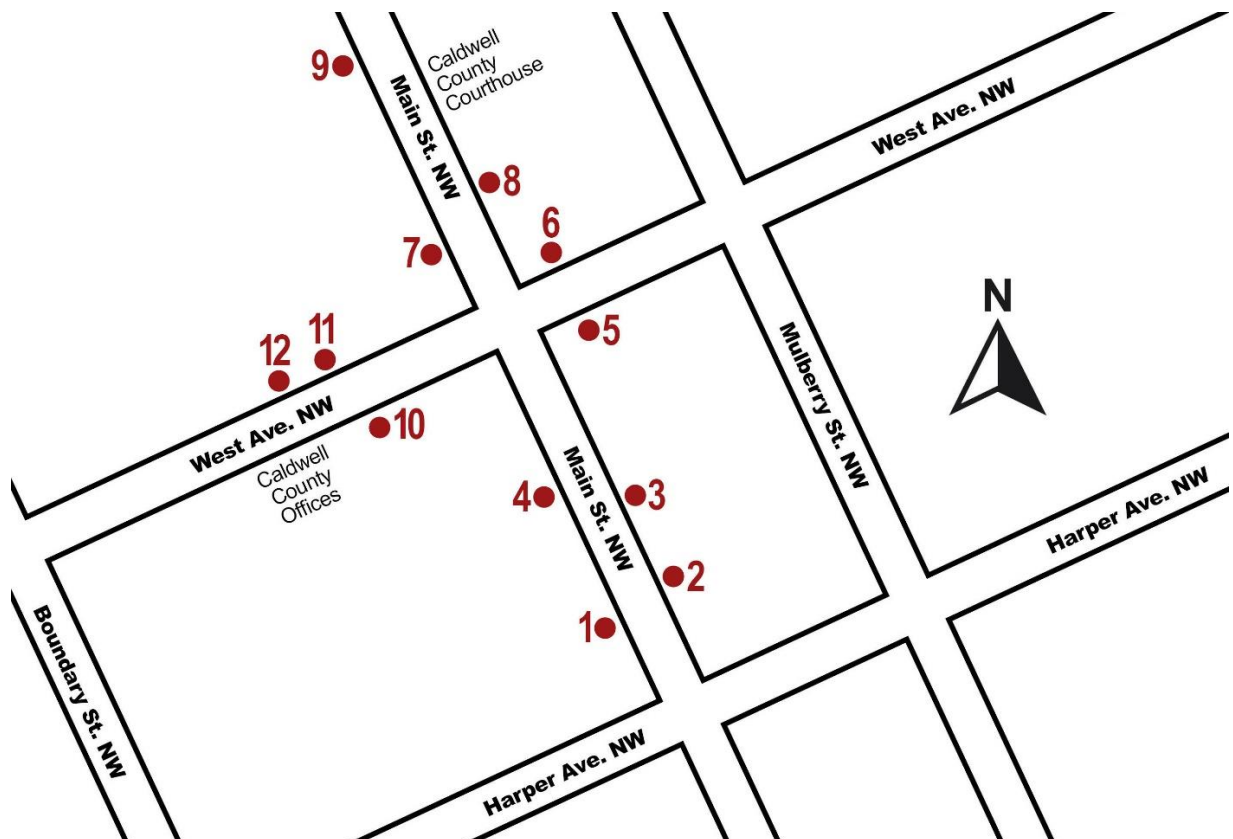 9
Main St. NW
Caldwell
County
Courthouse
West Ave. NW
8
6
7
N
11
12
5
Mulberry St. NW
10
West Ave. NW
Caldwell
County
Offices
4
Main St. NW
3
Harper Ave. NW
2
1
Boundary St. NW
Harper Ave. NW